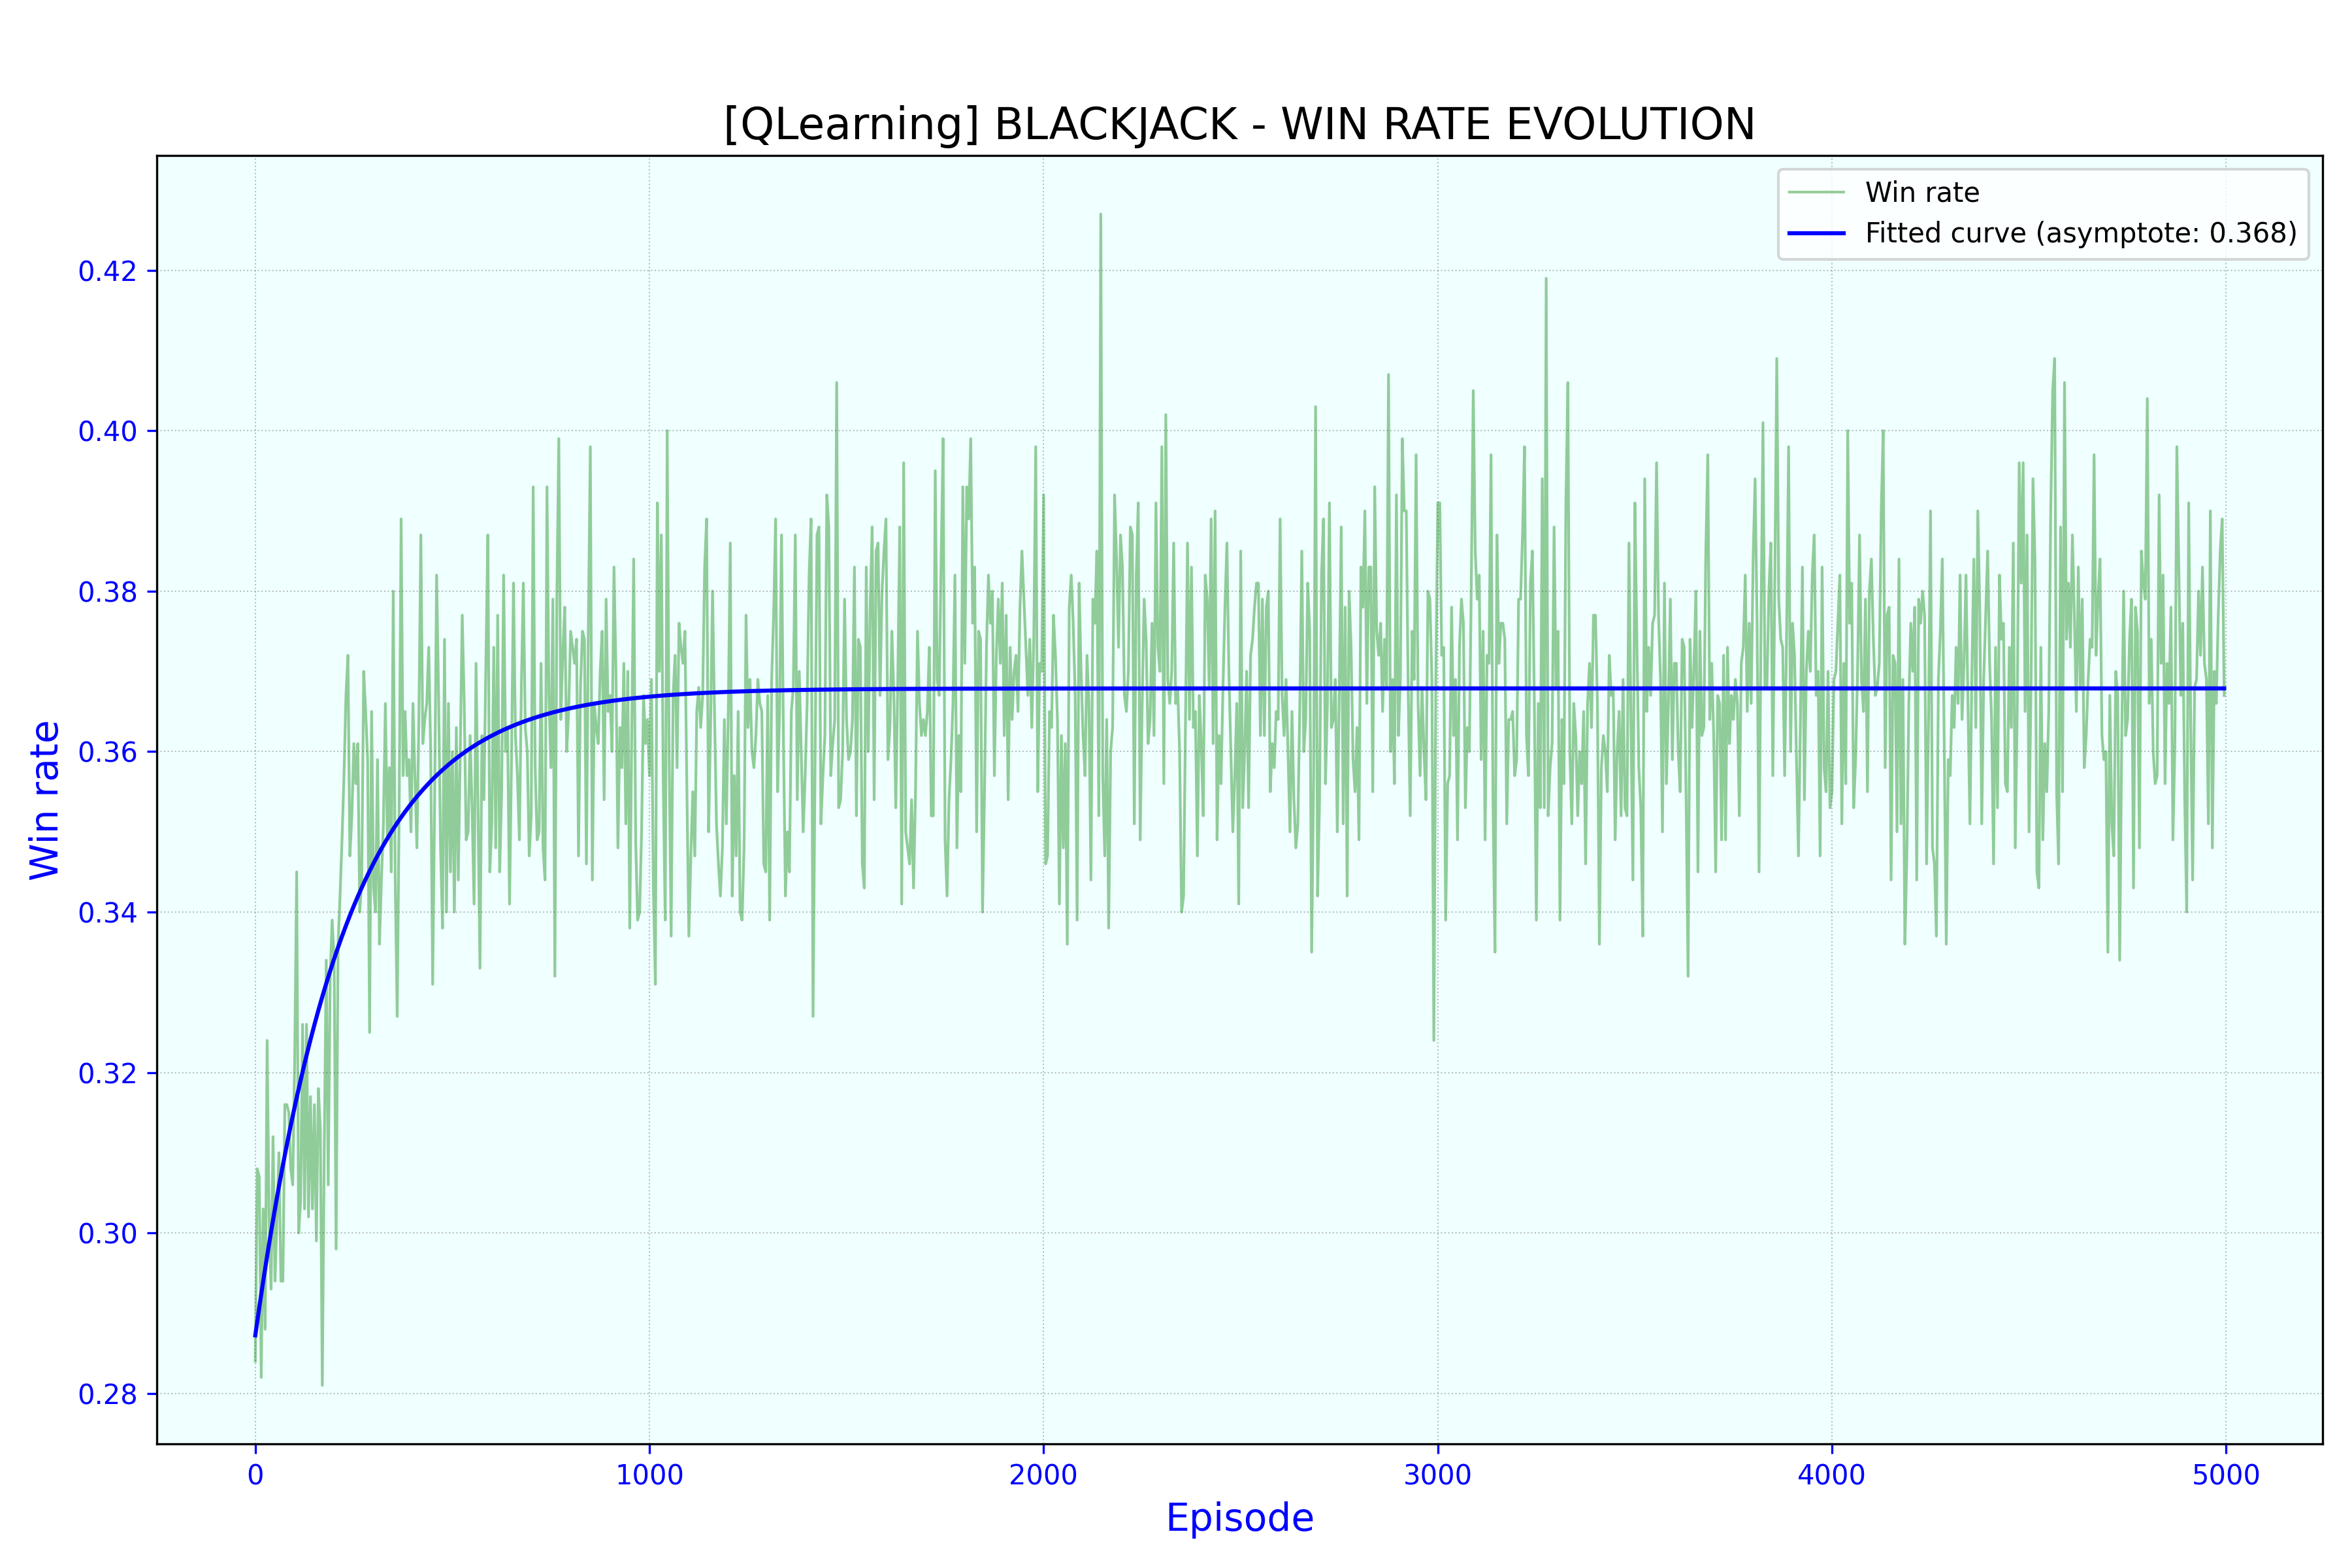 [QLearning] BLACKJACK - WIN RATE EVOLUTION
Win rate
Fitted curve (asymptote: 0.368)
0.42
0.40
0.38
0.36
0.34
0.32
0.30
0.28
Win rate
0 1000 2000 3000 4000 5000
Episode